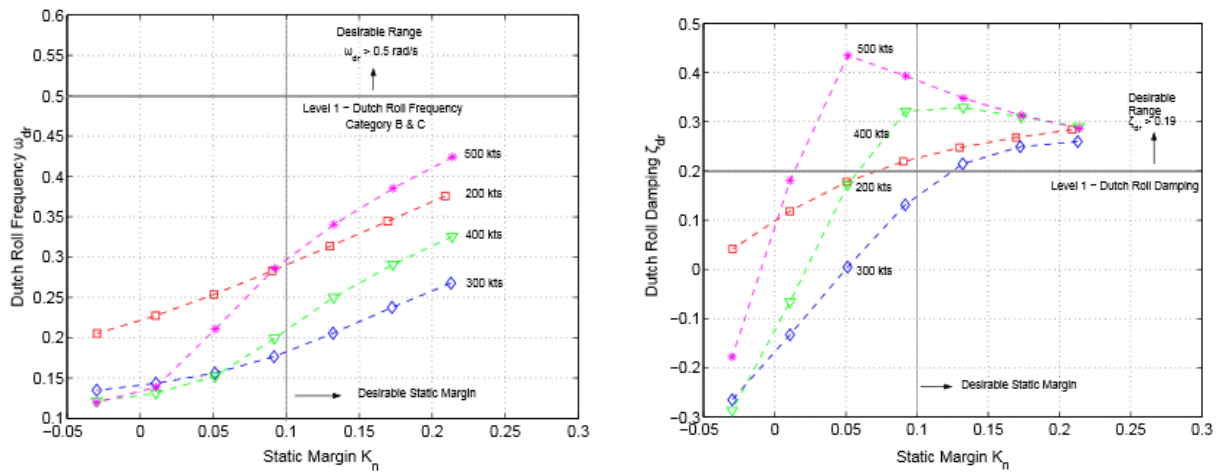 0.6
0.55
0.5
0.45
0.4
0.35
0.3
0.25
0.2
0.15
0.1
Dutch Roll Frequency ω_dr
Desirable Range
ω_dr > 0.5 rad/s
Level 1 − Dutch Roll Frequency
Category B & C
500 kts
200 kts
400 kts
300 kts
Desirable Static Margin
−0.05 0 0.05 0.1 0.15 0.2 0.25 0.3
Static Margin K_n
0.5
0.4
0.3
0.2
0.1
0
−0.1
−0.2
−0.3
Dutch Roll Damping ζ_dr
500 kts
Desirable
Range
ζ_dr > 0.19
400 kts
200 kts
Level 1 − Dutch Roll Damping
300 kts
Desirable Static Margin
−0.05 0 0.05 0.1 0.15 0.2 0.25 0.3
Static Margin K_n